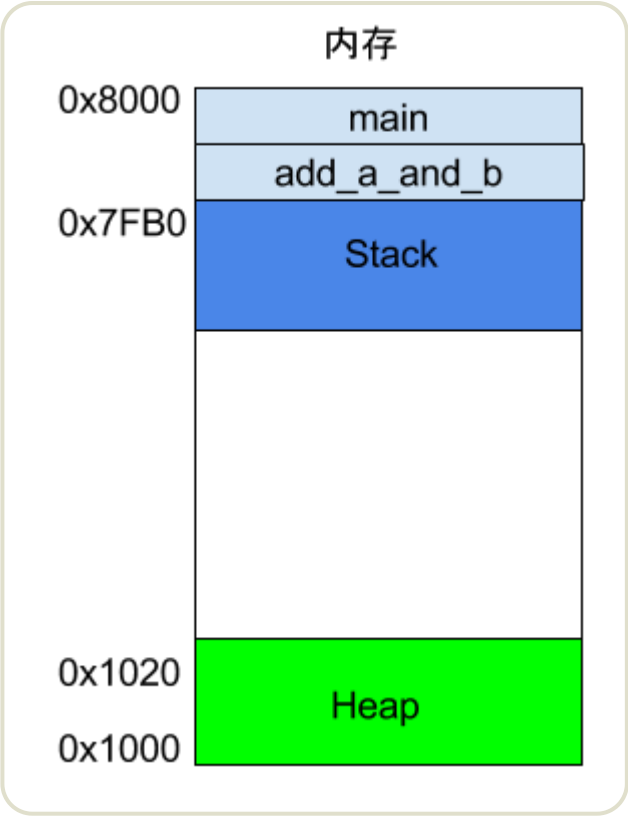 内存
0x8000
main
add_a_and_b
0x7FB0
Stack
0x1020
Heap
0x1000